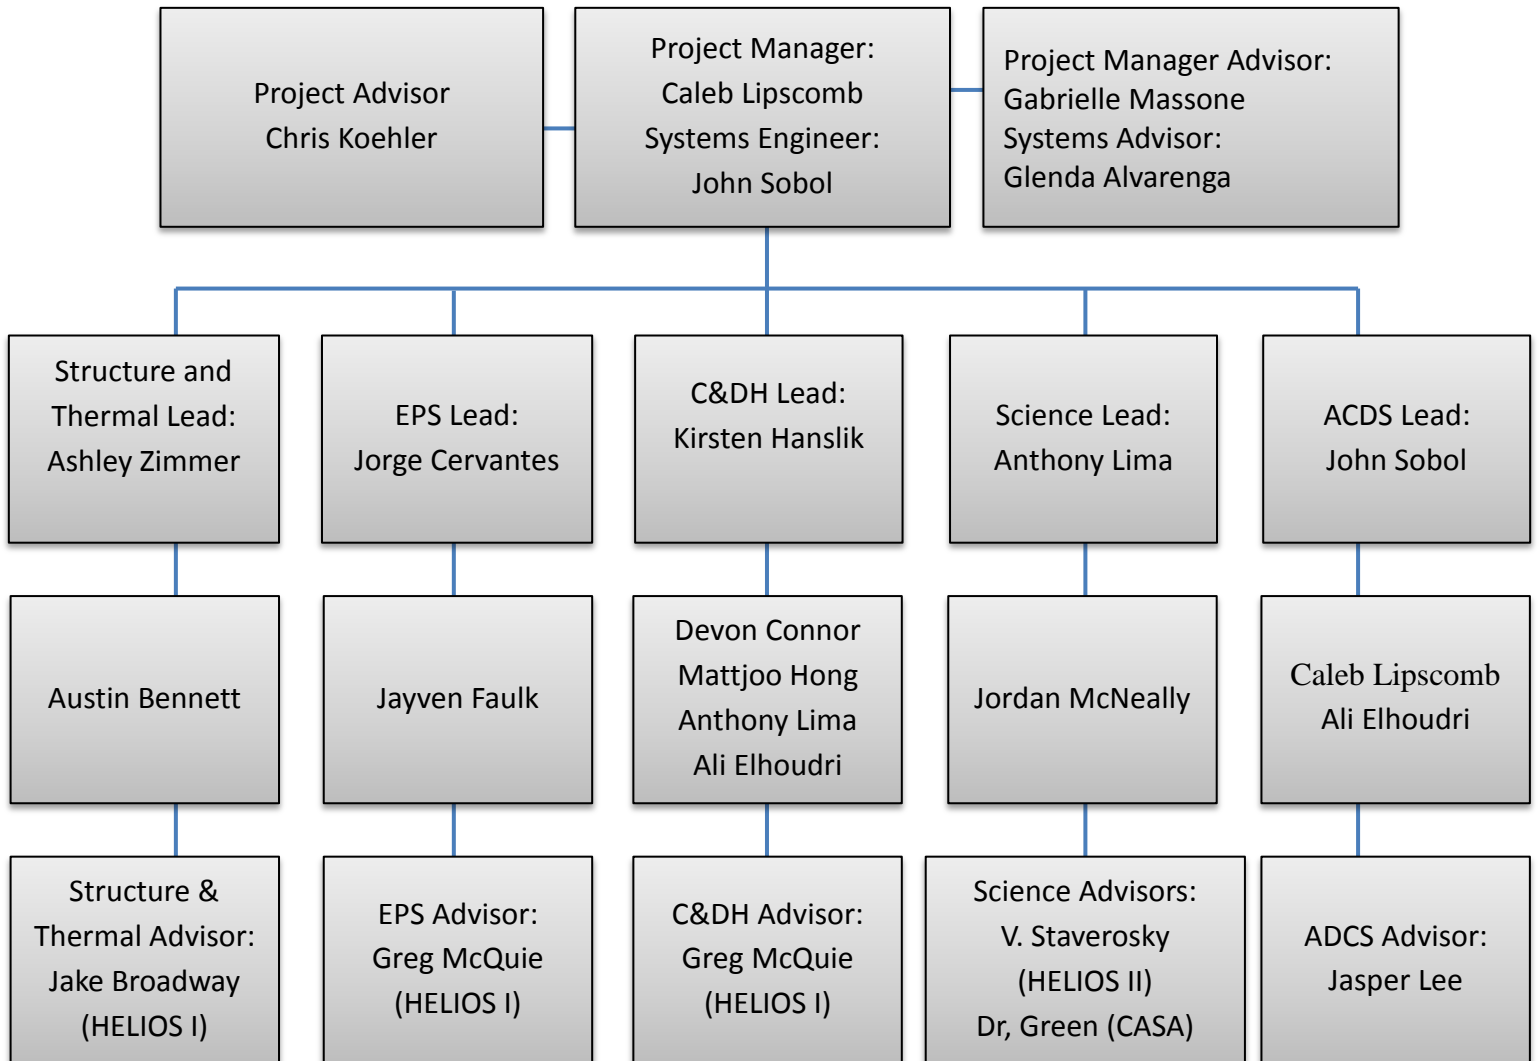 Project Advisor
Chris Koehler
Project Manager:
Caleb Lipscomb
Systems Engineer:
John Sobol
Project Manager Advisor:
Gabrielle Massone
Systems Advisor:
Glenda Alvarenga
Structure and
Thermal Lead:
Ashley Zimmer
EPS Lead:
Jorge Cervantes
C&DH Lead:
Kirsten Hanslik
Science Lead:
Anthony Lima
ACDS Lead:
John Sobol
Austin Bennett
Jayven Faulk
Devon Connor
Mattjoo Hong
Anthony Lima
Ali Elhoudri
Jordan McNeally
Caleb Lipscomb
Ali Elhoudri
Structure &
Thermal Advisor:
Jake Broadway
(HELIOS I)
EPS Advisor:
Greg McQuie
(HELIOS I)
C&DH Advisor:
Greg McQuie
(HELIOS I)
Science Advisors:
V. Staverosky
(HELIOS II)
Dr, Green (CASA)
ADCS Advisor:
Jasper Lee